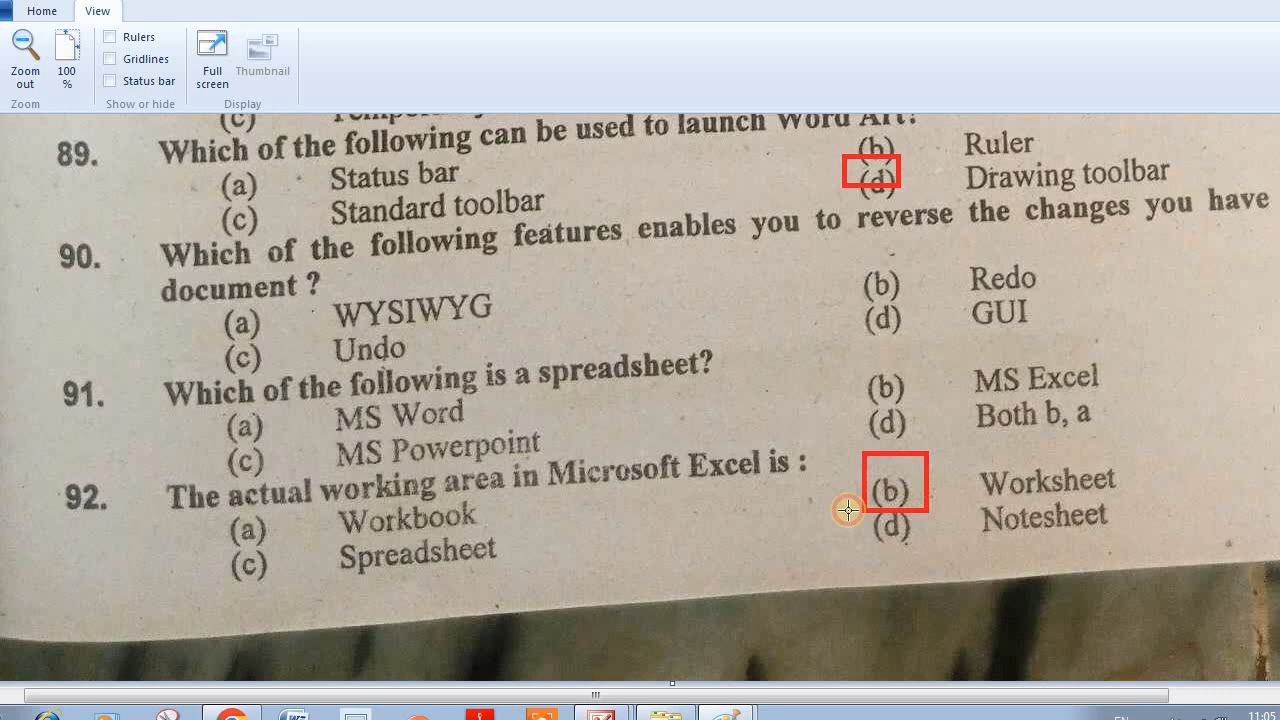 Home View
Rulers
Gridlines
Status bar
Zoom out
100 %
Full screen
Thumbnail
Zoom
Show or hide
Display
(c)
89. Which of the following can be used to launch Word Art?
(a) Status bar (b) Ruler
(c) Standard toolbar (d) Drawing toolbar
90. Which of the following features enables you to reverse the changes you have
document ?
(a) WYSIWYG (b) Redo
(c) Undo (d) GUI
91. Which of the following is a spreadsheet?
(a) MS Word (b) MS Excel
(c) MS Powerpoint (d) Both b, a
92. The actual working area in Microsoft Excel is :
(a) Workbook (b) Worksheet
(c) Spreadsheet (d) Notesheet
EN 11:05